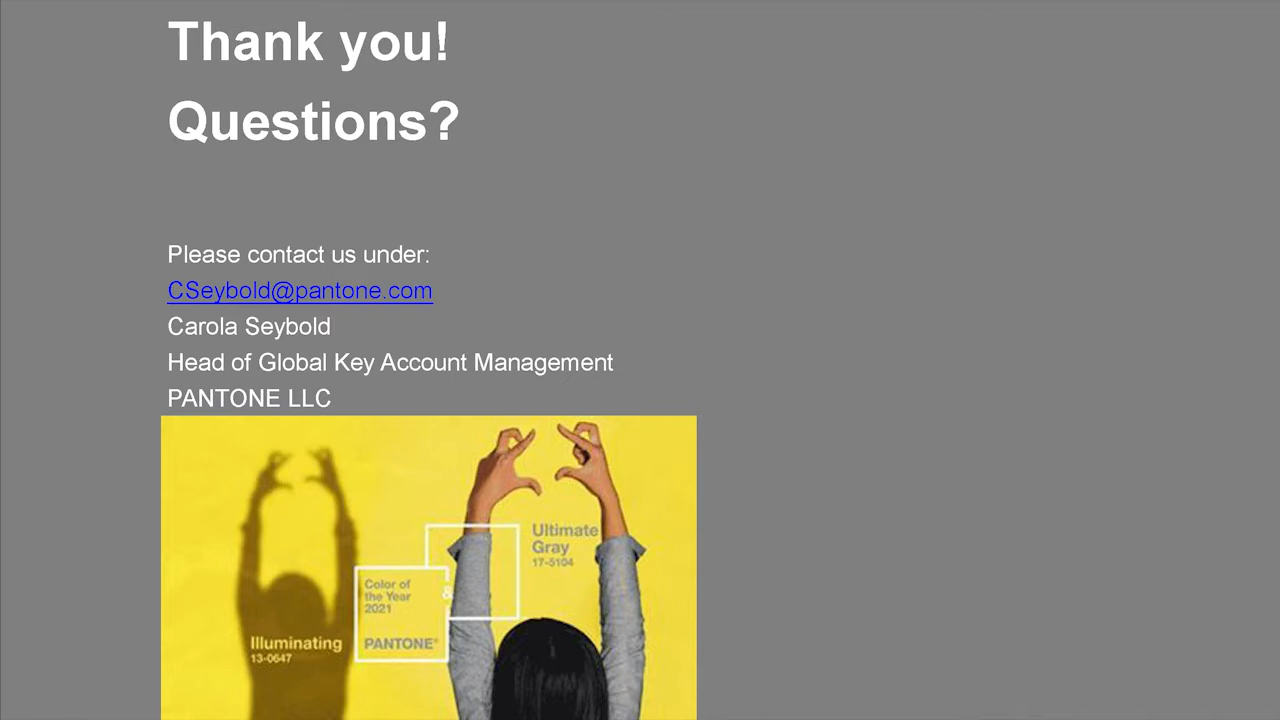 Thank you!
Questions?
Please contact us under:
CSeybold@pantone.com
Carola Seybold
Head of Global Key Account Management
PANTONE LLC
Ultimate
Gray
17-5104
Color of
the Year
2021
&
PANTONE®
Illuminating
13-0647